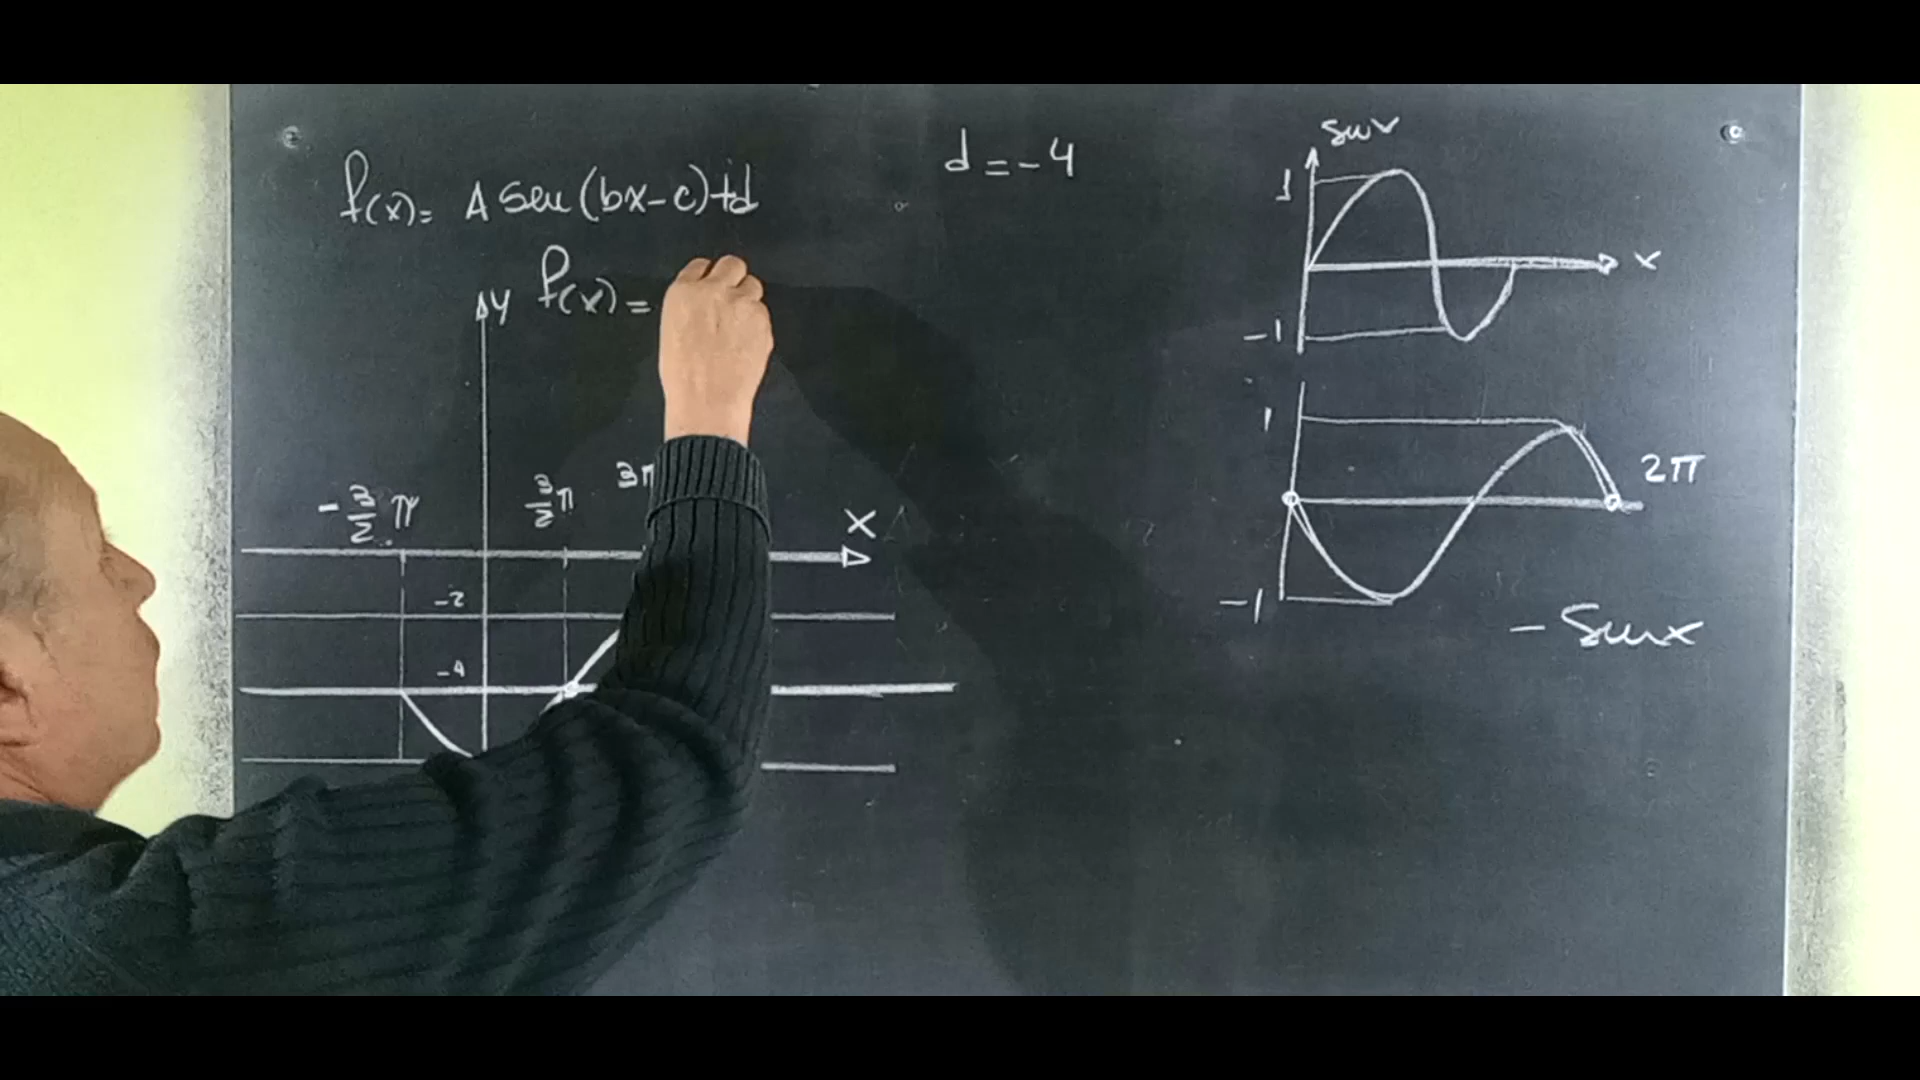 f(x)= A sen(bx-c)+d
d=-4
f(x)=
y
-3/2 π
3/2 π
3π
x
-2
-4
sen x
1
x
-1
1
2π
-1
-sen x